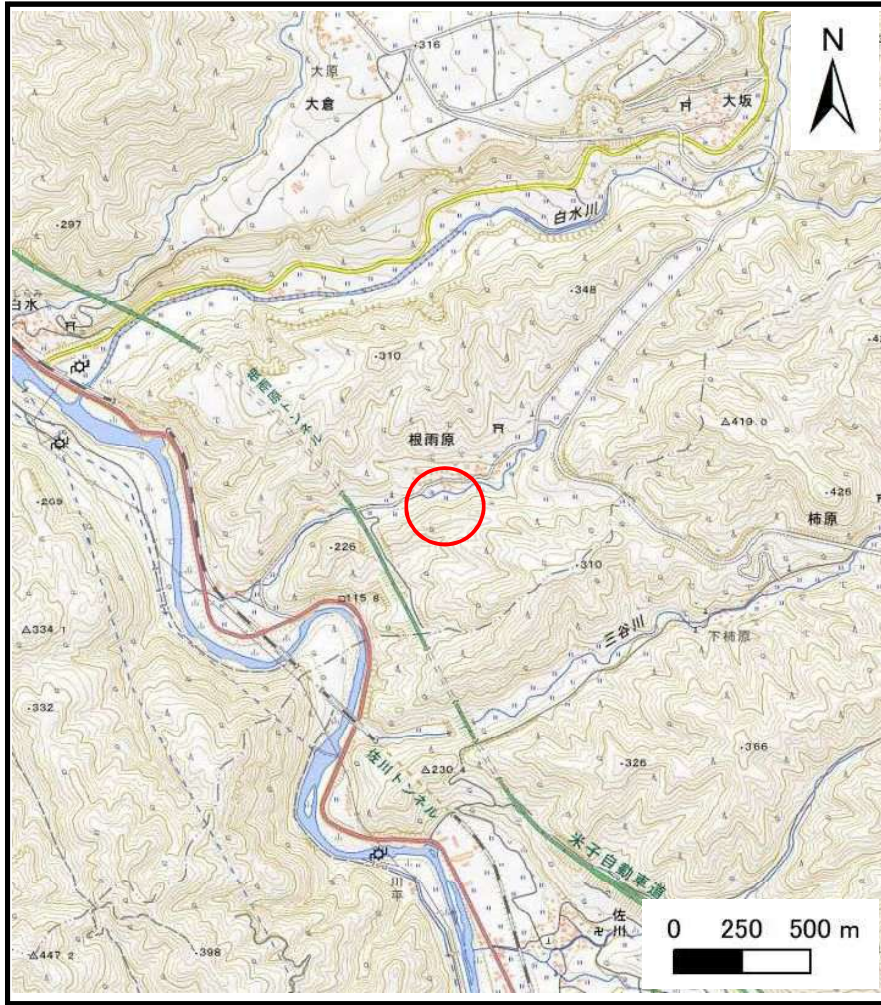 ・316
大原
大倉
大坂
N
白水川
・297
白水
・348
・310
根雨原トンネル
根雨原
△419.0
・209
・426
柿原
・226
・310
115.8
三谷川
下柿原
△334.1
・332
・366
・326
△230.4
佐川トンネル
米子自動車道
川平
佐川
0 250 500 m
・398
△447.2